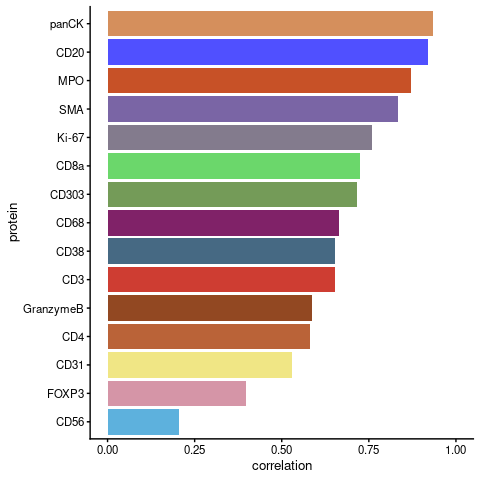 panCK
CD20
MPO
SMA
Ki-67
CD8a
CD303
CD68
CD38
CD3
GranzymeB
CD4
CD31
FOXP3
CD56
protein
0.00 0.25 0.50 0.75 1.00
correlation